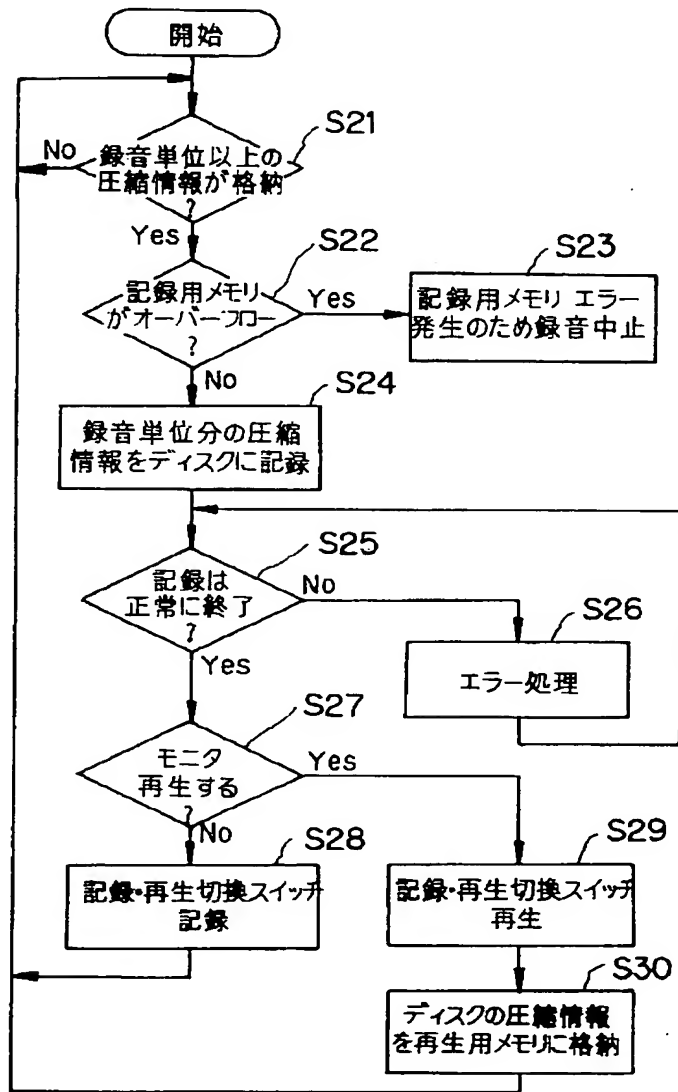 開始
S21
No
録音単位以上の
圧縮情報が格納
?
Yes
S22
記録用メモリ
がオーバーフロー
?
Yes
S23
記録用メモリ エラー
発生のため録音中止
No
S24
録音単位分の圧縮
情報をディスクに記録
S25
記録は
正常に終了
?
No
S26
エラー処理
Yes
S27
モニタ
再生する
?
Yes
No
S28
記録・再生切換スイッチ
記録
S29
記録・再生切換スイッチ
再生
S30
ディスクの圧縮情報
を再生用メモリに格納